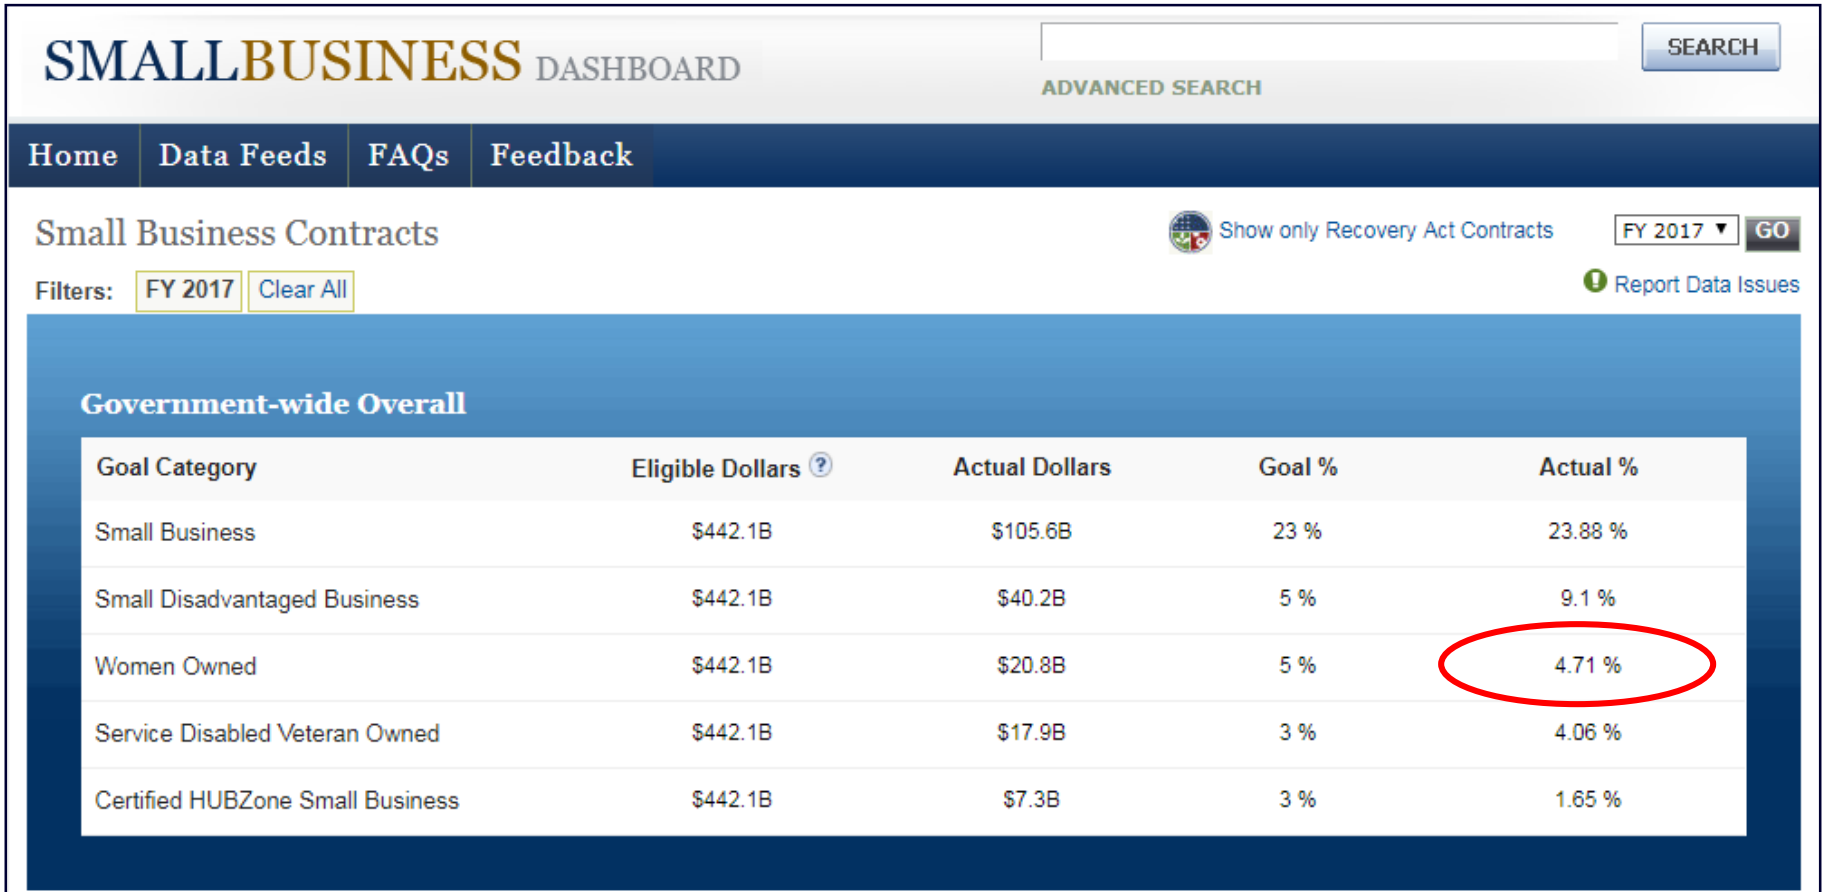 SMALLBUSINESS DASHBOARD
SEARCH
ADVANCED SEARCH
Home Data Feeds FAQs Feedback
Small Business Contracts
Show only Recovery Act Contracts FY 2017 ▼ GO
Filters: FY 2017 Clear All
! Report Data Issues
Government-wide Overall
Goal Category Eligible Dollars ? Actual Dollars Goal % Actual %
Small Business $442.1B $105.6B 23 % 23.88 %
Small Disadvantaged Business $442.1B $40.2B 5 % 9.1 %
Women Owned $442.1B $20.8B 5 % 4.71 %
Service Disabled Veteran Owned $442.1B $17.9B 3 % 4.06 %
Certified HUBZone Small Business $442.1B $7.3B 3 % 1.65 %